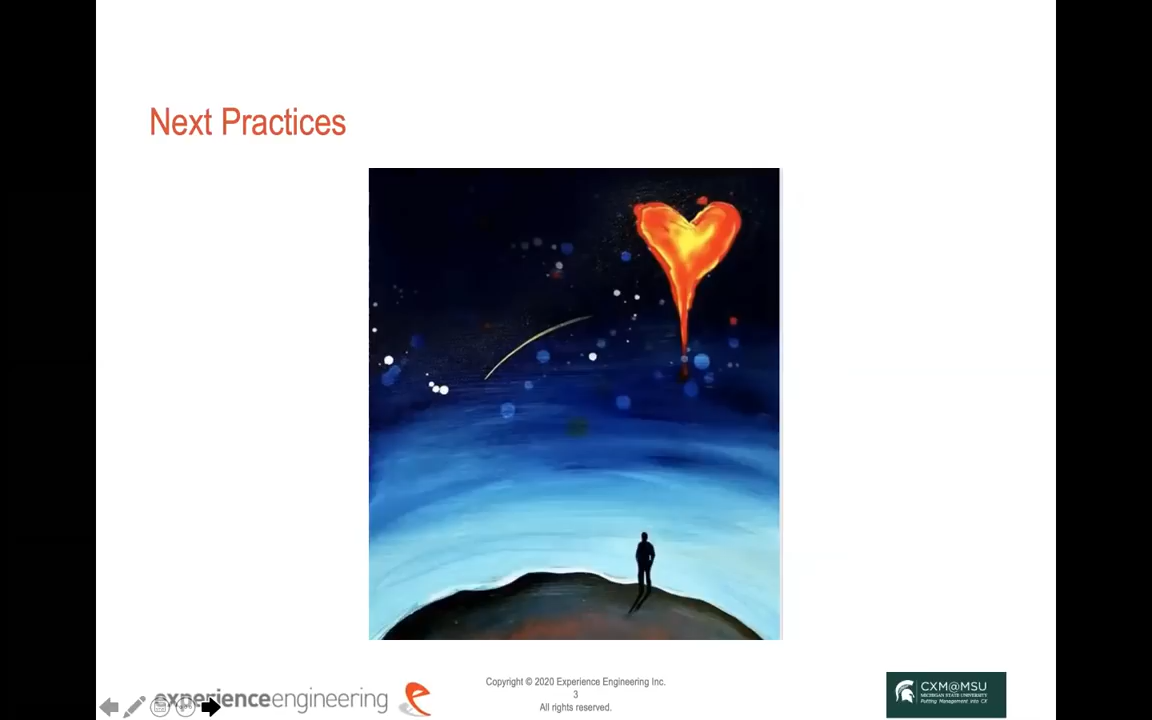 Next Practices
experienceengineering
Copyright © 2020 Experience Engineering Inc.
3
All rights reserved.
CXM@MSU
MICHIGAN STATE UNIVERSITY
Putting Management into CX